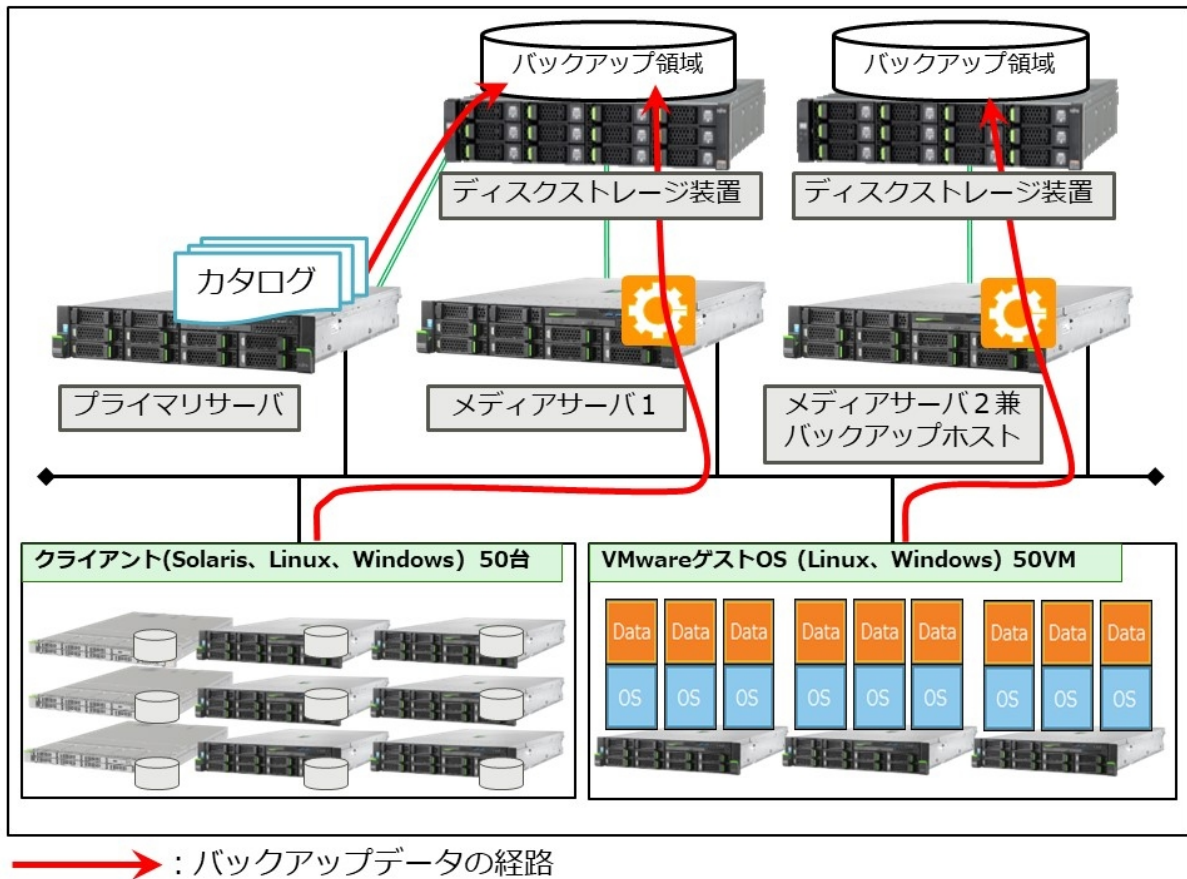 バックアップ領域
バックアップ領域
ディスクストレージ装置
ディスクストレージ装置
カタログ
プライマリサーバ
メディアサーバ1
メディアサーバ2兼
バックアップホスト
クライアント(Solaris、Linux、Windows) 50台
VMwareゲストOS (Linux、Windows) 50VM
Data Data Data Data Data Data Data Data Data
OS OS OS OS OS OS OS OS OS
:バックアップデータの経路